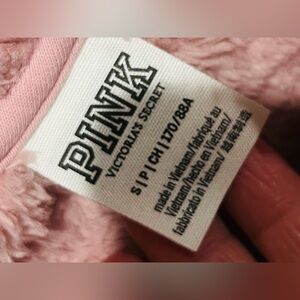 PINK
VICTORIA'S SECRET
S | P | CH | 170/88A
made in Vietnam/fabriqué au
Vietnam/hecho en Vietnam/
fabbricato in Vietnam/ 越南制造